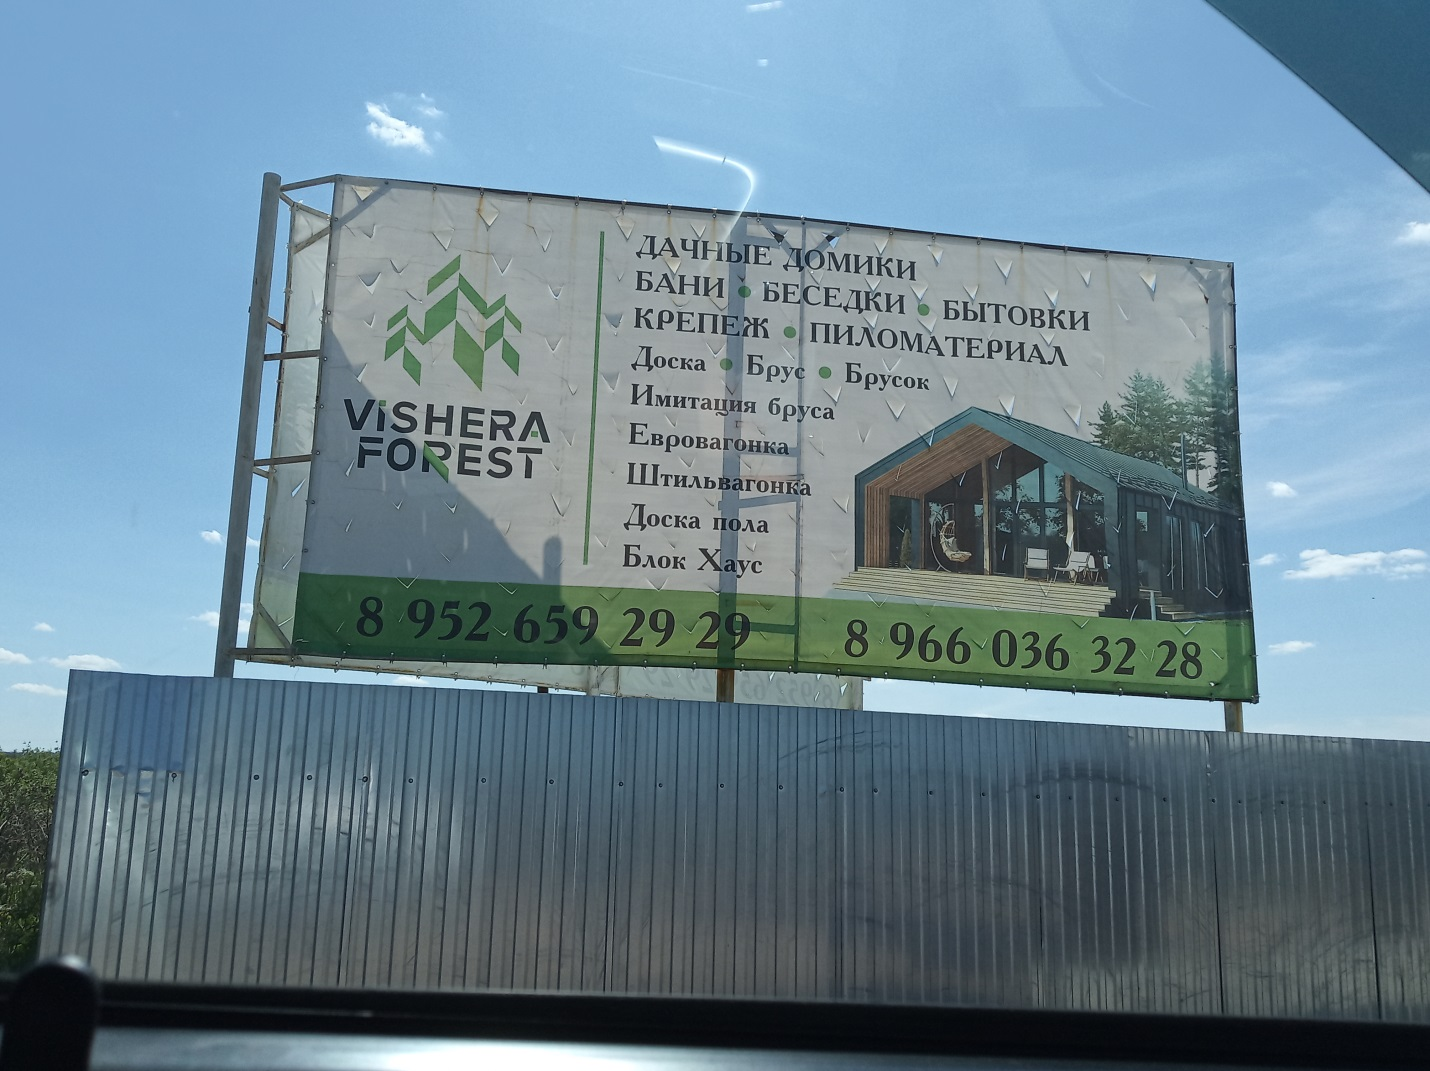 VISHERA
FOREST
ДАЧНЫЕ ДОМИКИ
БАНИ • БЕСЕДКИ • БЫТОВКИ
КРЕПЕЖ • ПИЛОМАТЕРИАЛ
Доска • Брус • Брусок
Имитация бруса
Евровагонка
Штильвагонка
Доска пола
Блок Хаус
8 952 659 29 29
8 966 036 32 28